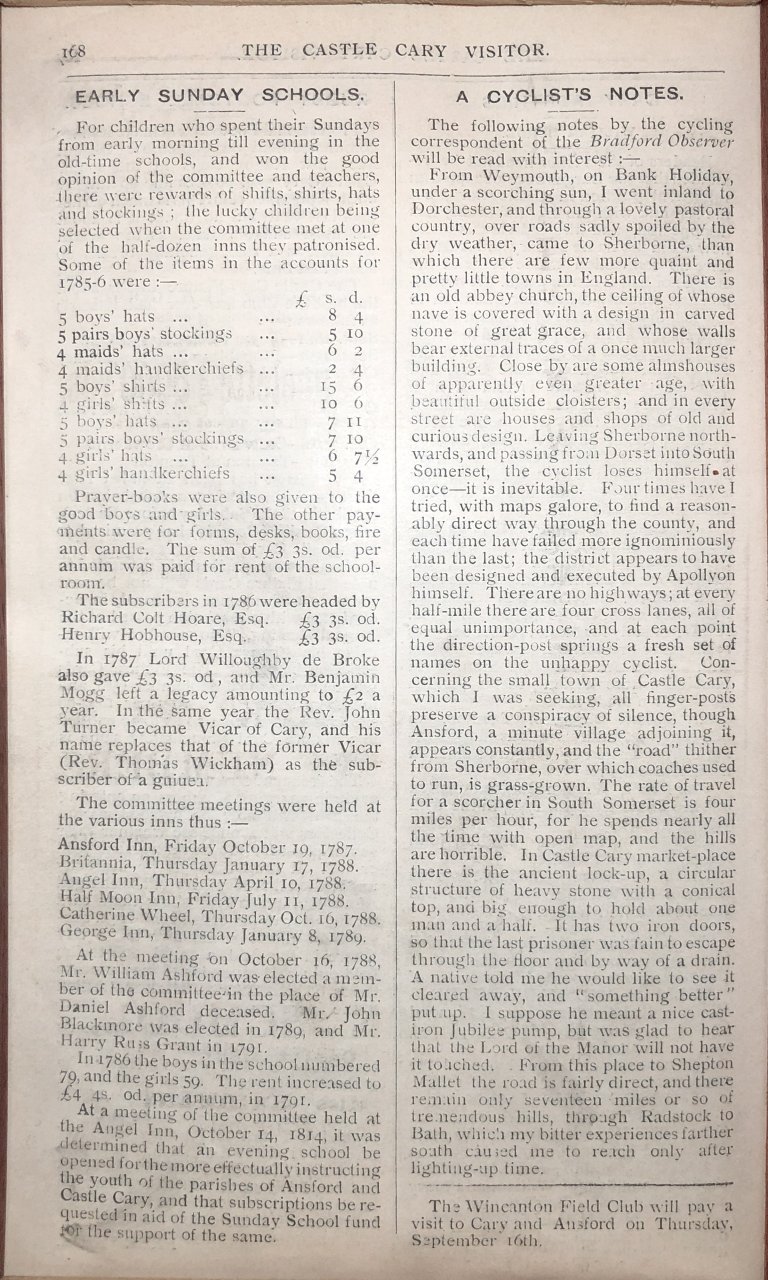 168
THE CASTLE CARY VISITOR.
EARLY SUNDAY SCHOOLS.
For children who spent their Sundays
from early morning till evening in the
old-time schools, and won the good
opinion of the committee and teachers,
there were rewards of shifts, shirts, hats
and stockings ; the lucky children being
selected when the committee met at one
of the half-dozen inns they patronised.
Some of the items in the accounts for
1785-6 were :—
£ s. d.
5 boys' hats ... ... 8 4
5 pairs boys' stockings ... 5 10
4 maids' hats ... ... 6 2
4 maids' handkerchiefs ... 2 4
5 boys' shirts ... ... 15 6
4 girls' shifts ... ... 10 6
5 boys' hats ... ... 7 11
5 pairs boys' stockings ... 7 10
4 girls' hats ... ... 6 7½
4 girls' handkerchiefs ... 5 4
Prayer-books were also given to the
good boys and girls. The other pay-
ments were for forms, desks, books, fire
and candle. The sum of £3 3s. od. per
annum was paid for rent of the school-
room.
The subscribers in 1786 were headed by
Richard Colt Hoare, Esq. £3 3s. od.
Henry Hobhouse, Esq. £3 3s. od.
In 1787 Lord Willoughby de Broke
also gave £3 3s. od, and Mr. Benjamin
Mogg left a legacy amounting to £2 a
year. In the same year the Rev. John
Turner became Vicar of Cary, and his
name replaces that of the former Vicar
(Rev. Thomas Wickham) as the sub-
scriber of a guinea.
The committee meetings were held at
the various inns thus :—
Ansford Inn, Friday October 19, 1787.
Britannia, Thursday January 17, 1788.
Angel Inn, Thursday April 10, 1788.
Half Moon Inn, Friday July 11, 1788.
Catherine Wheel, Thursday Oct. 16, 1788.
George Inn, Thursday January 8, 1789.
At the meeting on October 16, 1788,
Mr. William Ashford was elected a mem-
ber of the committee in the place of Mr.
Daniel Ashford deceased. Mr. John
Blackmore was elected in 1789, and Mr.
Harry Russ Grant in 1791.
In 1786 the boys in the school numbered
79, and the girls 59. The rent increased to
£4 4s. od. per annum, in 1791.
At a meeting of the committee held at
the Angel Inn, October 14, 1814, it was
determined that an evening school be
opened for the more effectually instructing
the youth of the parishes of Ansford and
Castle Cary, and that subscriptions be re-
quested in aid of the Sunday School fund
for the support of the same.
A CYCLIST'S NOTES.
The following notes by the cycling
correspondent of the Bradford Observer
will be read with interest :—
From Weymouth, on Bank Holiday,
under a scorching sun, I went inland to
Dorchester, and through a lovely pastoral
country, over roads sadly spoiled by the
dry weather, came to Sherborne, than
which there are few more quaint and
pretty little towns in England. There is
an old abbey church, the ceiling of whose
nave is covered with a design in carved
stone of great grace, and whose walls
bear external traces of a once much larger
building. Close by are some almshouses
of apparently even greater age, with
beautiful outside cloisters; and in every
street are houses and shops of old and
curious design. Leaving Sherborne north-
wards, and passing from Dorset into South
Somerset, the cyclist loses himself at
once—it is inevitable. Four times have I
tried, with maps galore, to find a reason-
ably direct way through the county, and
each time have failed more ignominiously
than the last; the district appears to have
been designed and executed by Apollyon
himself. There are no highways; at every
half-mile there are four cross lanes, all of
equal unimportance, and at each point
the direction-post springs a fresh set of
names on the unhappy cyclist. Con-
cerning the small town of Castle Cary,
which I was seeking, all finger-posts
preserve a conspiracy of silence, though
Ansford, a minute village adjoining it,
appears constantly, and the "road" thither
from Sherborne, over which coaches used
to run, is grass-grown. The rate of travel
for a scorcher in South Somerset is four
miles per hour, for he spends nearly all
the time with open map, and the hills
are horrible. In Castle Cary market-place
there is the ancient lock-up, a circular
structure of heavy stone with a conical
top, and big enough to hold about one
man and a half. It has two iron doors,
so that the last prisoner was fain to escape
through the floor and by way of a drain.
A native told me he would like to see it
cleared away, and "something better"
put up. I suppose he meant a nice cast-
iron Jubilee pump, but was glad to hear
that the Lord of the Manor will not have
it touched. From this place to Shepton
Mallet the road is fairly direct, and there
remain only seventeen miles or so of
tremendous hills, through Radstock to
Bath, which my bitter experiences farther
south caused me to reach only after
lighting-up time.
The Wincanton Field Club will pay a
visit to Cary and Ansford on Thursday,
September 16th.